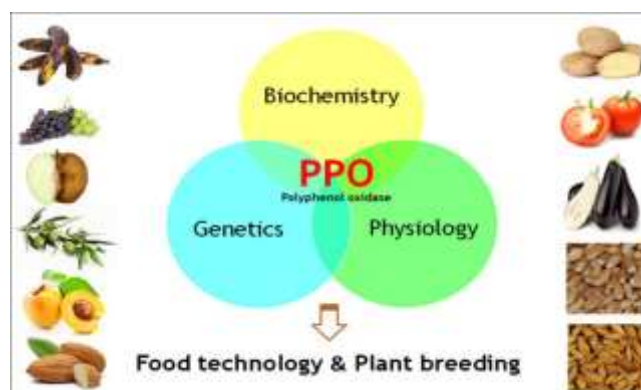 Biochemistry
PPO
Polyphenol oxidase
Genetics
Physiology
Food technology & Plant breeding